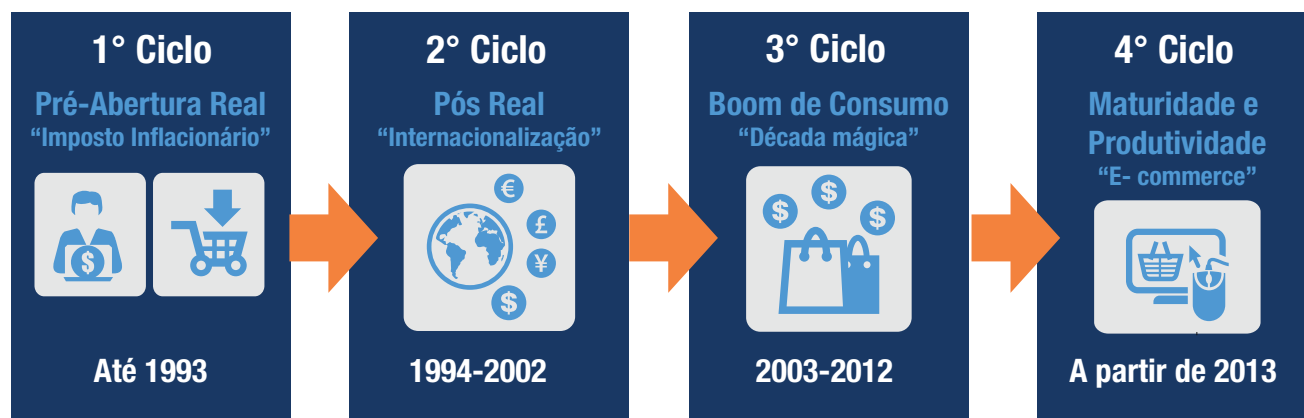 1° Ciclo
Pré-Abertura Real
“Imposto Inflacionário”
$
Até 1993
2° Ciclo
Pós Real
“Internacionalização”
€
£
¥
$
1994-2002
3° Ciclo
Boom de Consumo
“Década mágica”
$
$
$
2003-2012
4° Ciclo
Maturidade e
Produtividade
“E- commerce”
A partir de 2013